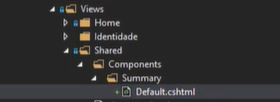 Views
Home
Identidade
Shared
Components
Summary
Default.cshtml